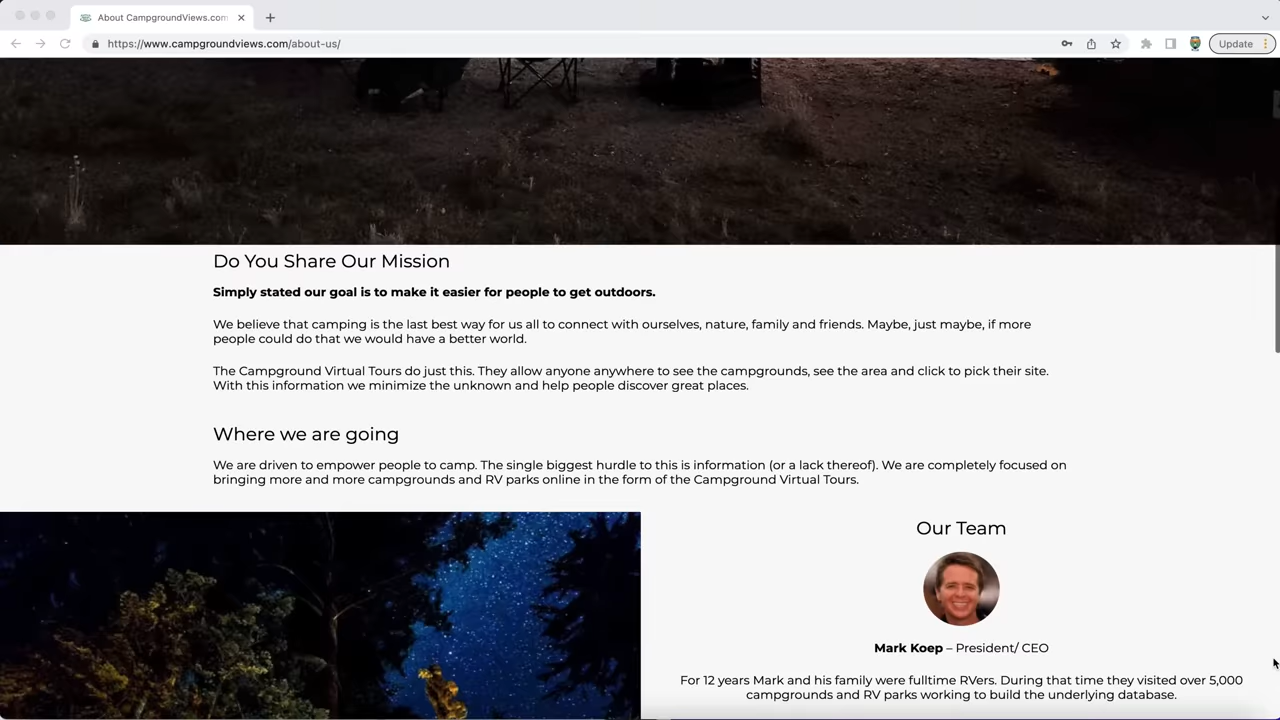 About CampgroundViews.com
https://www.campgroundviews.com/about-us/
Update
Do You Share Our Mission
Simply stated our goal is to make it easier for people to get outdoors.
We believe that camping is the last best way for us all to connect with ourselves, nature, family and friends. Maybe, just maybe, if more
people could do that we would have a better world.
The Campground Virtual Tours do just this. They allow anyone anywhere to see the campgrounds, see the area and click to pick their site.
With this information we minimize the unknown and help people discover great places.
Where we are going
We are driven to empower people to camp. The single biggest hurdle to this is information (or a lack thereof). We are completely focused on
bringing more and more campgrounds and RV parks online in the form of the Campground Virtual Tours.
Our Team
Mark Koep – President/ CEO
For 12 years Mark and his family were fulltime RVers. During that time they visited over 5,000
campgrounds and RV parks working to build the underlying database.